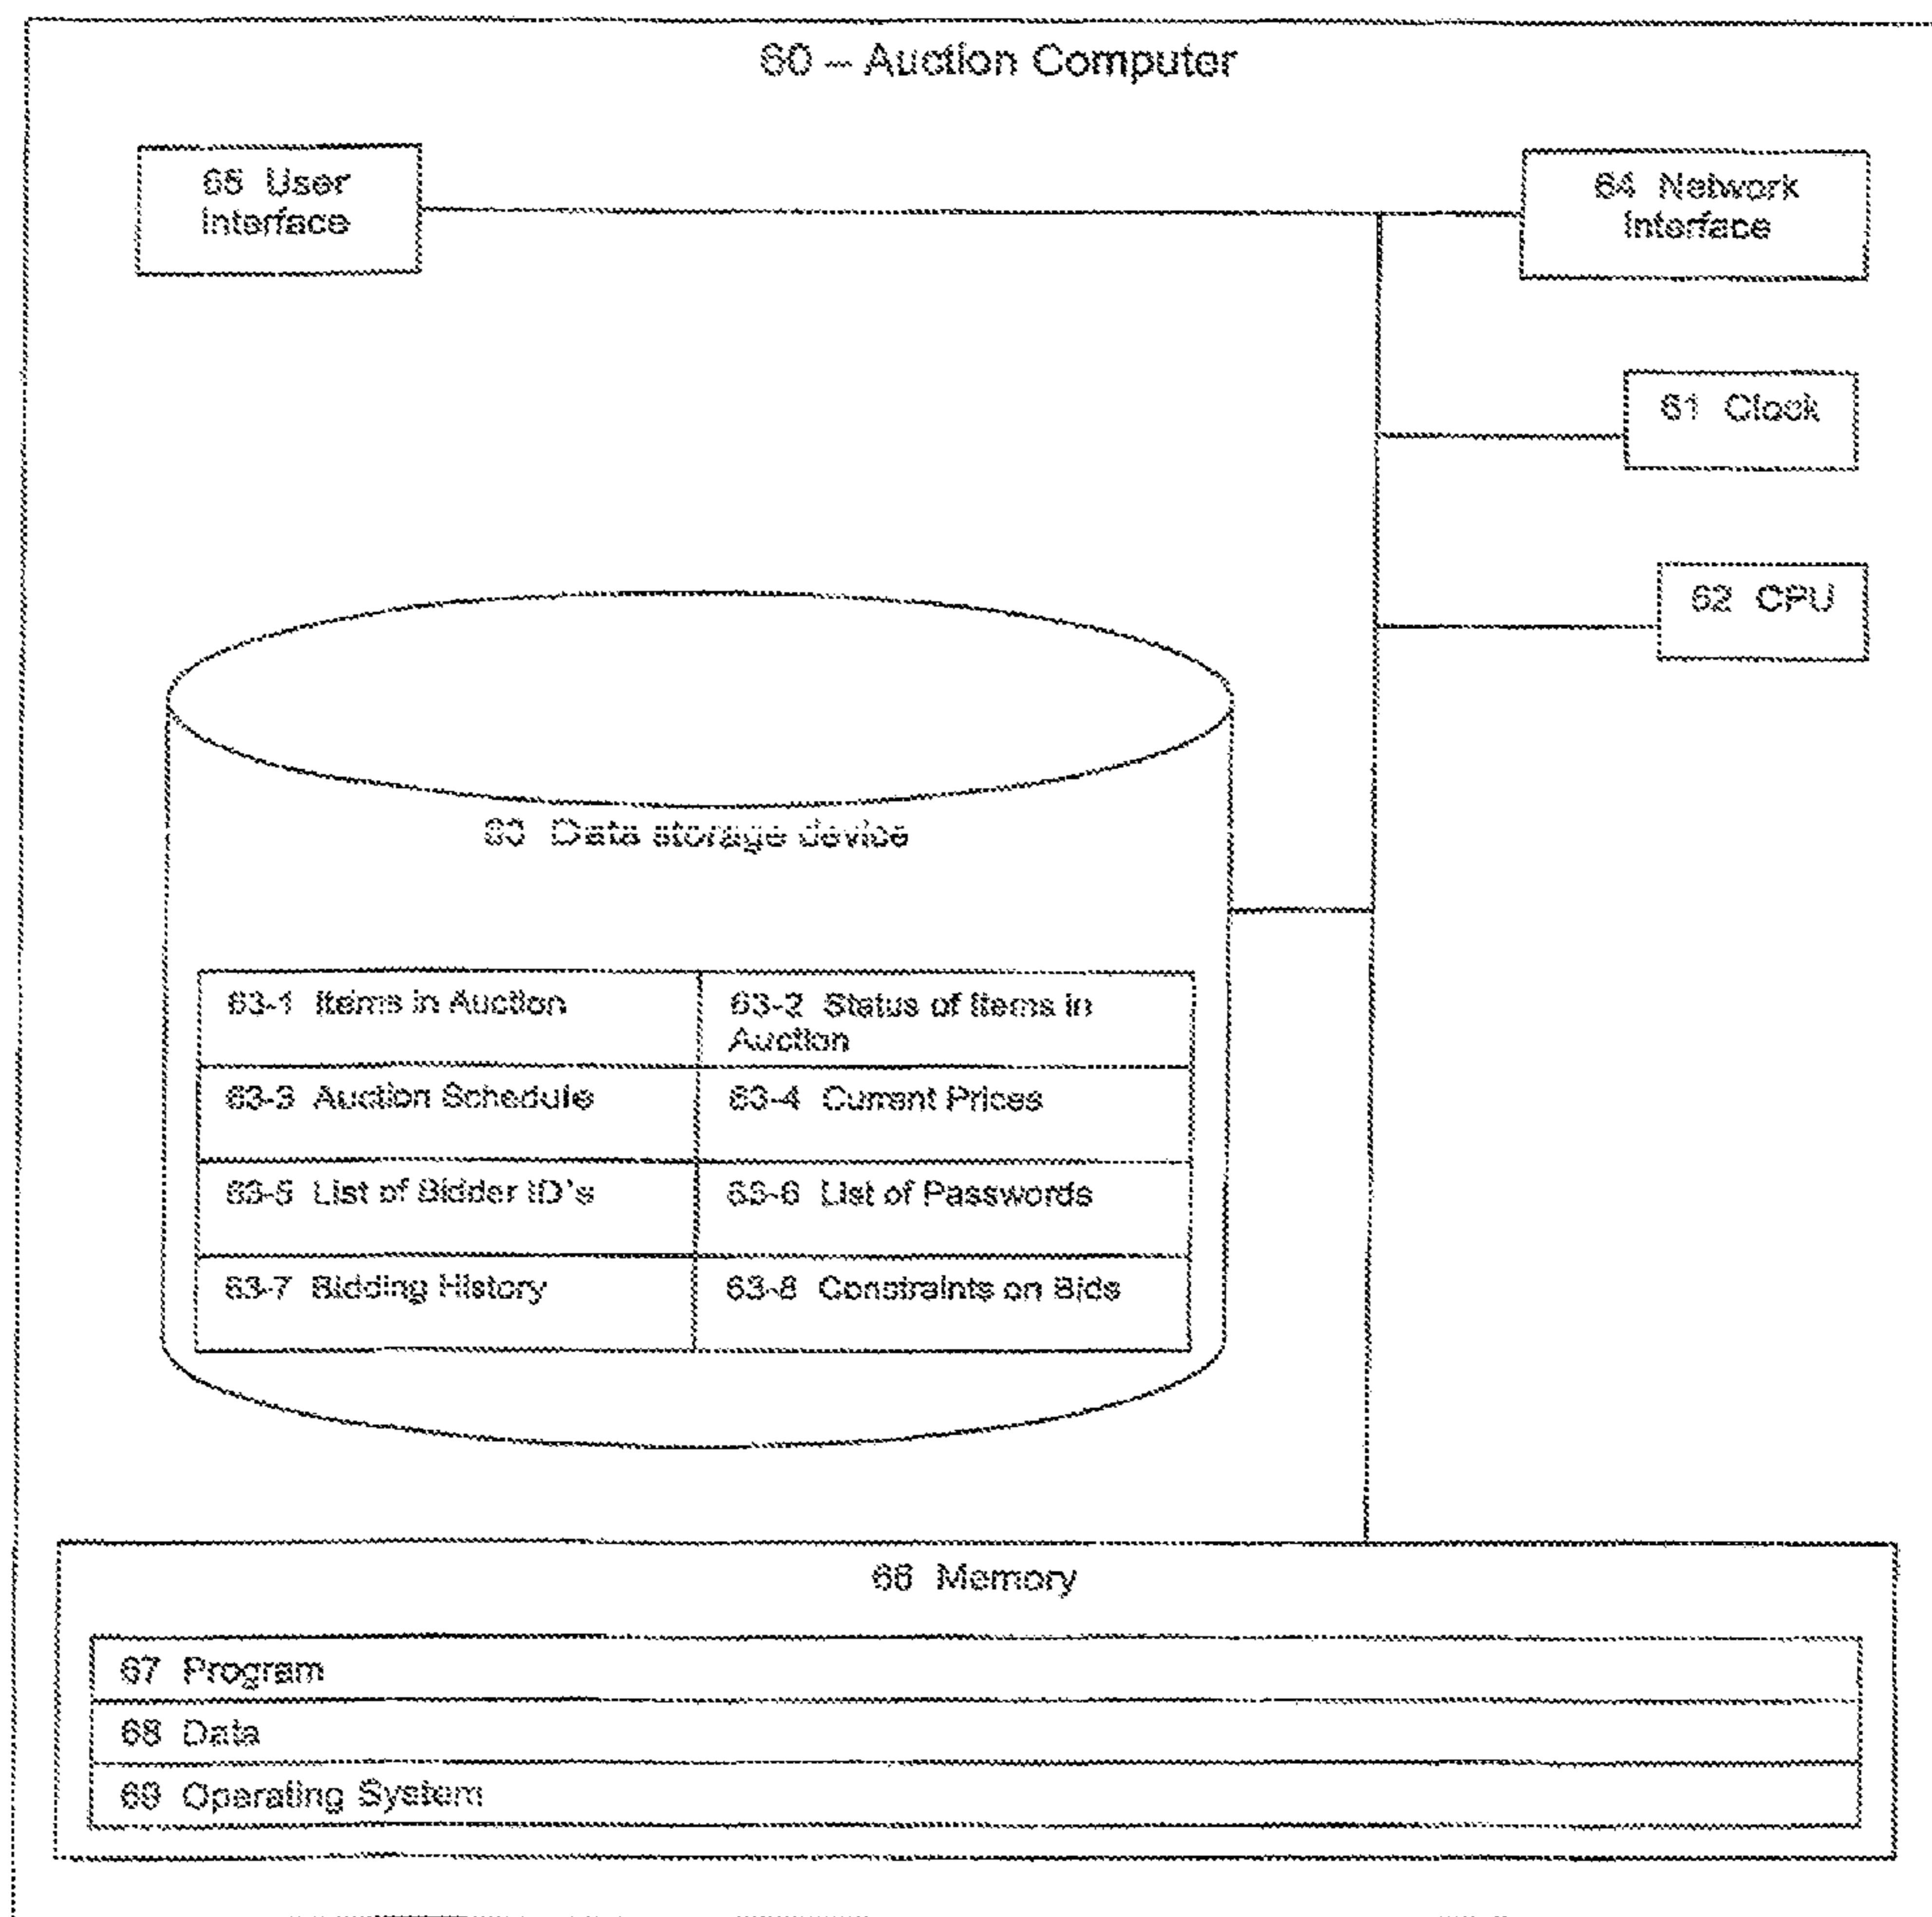 60 – Auction Computer
65 User
Interface
64 Network
Interface
61 Clock
62 CPU
63 Data storage device
63-1 Items in Auction
63-2 Status of Items in
Auction
63-3 Auction Schedule
63-4 Current Prices
63-5 List of Bidder ID's
63-6 List of Passwords
63-7 Bidding History
63-8 Constraints on Bids
66 Memory
67 Program
68 Data
69 Operating System